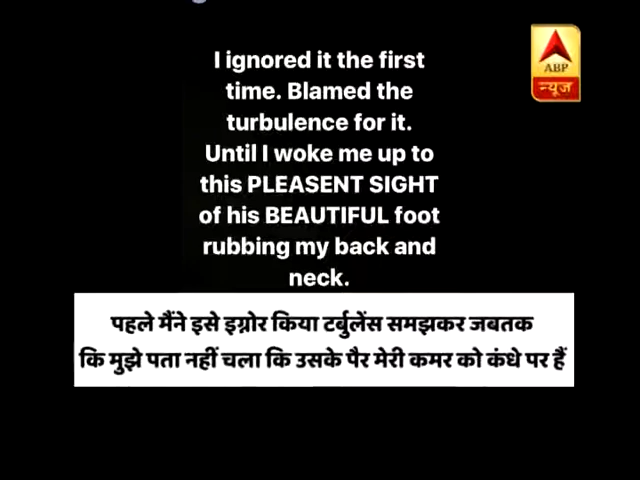 I ignored it the first
time. Blamed the
turbulence for it.
Until I woke me up to
this PLEASENT SIGHT
of his BEAUTIFUL foot
rubbing my back and
neck.
ABP
न्यूज़
पहले मैंने इसे इग्नोर किया टर्बुलेंस समझकर जबतक
कि मुझे पता नहीं चला कि उसके पैर मेरी कमर को कंधे पर हैं